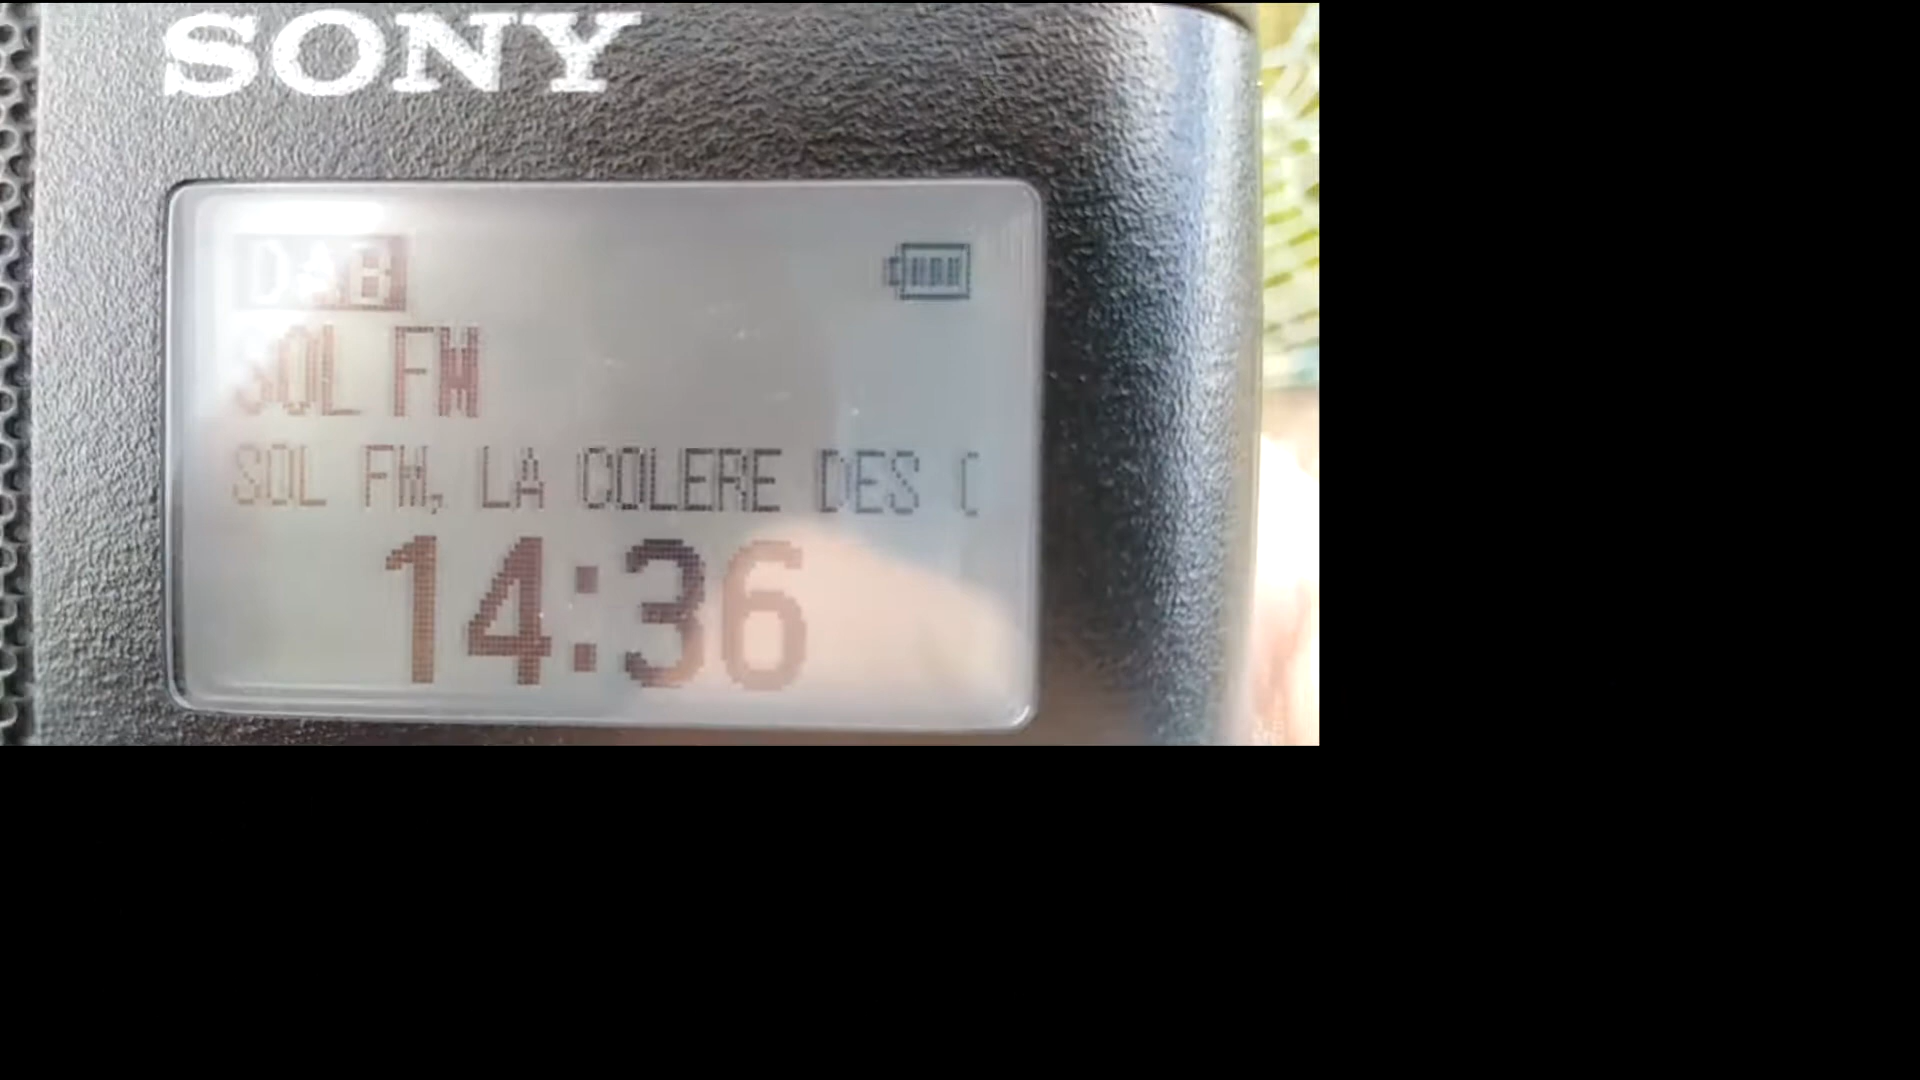 SONY
DAB
SOL FM
SOL FM, LA COLERE DES
14:36